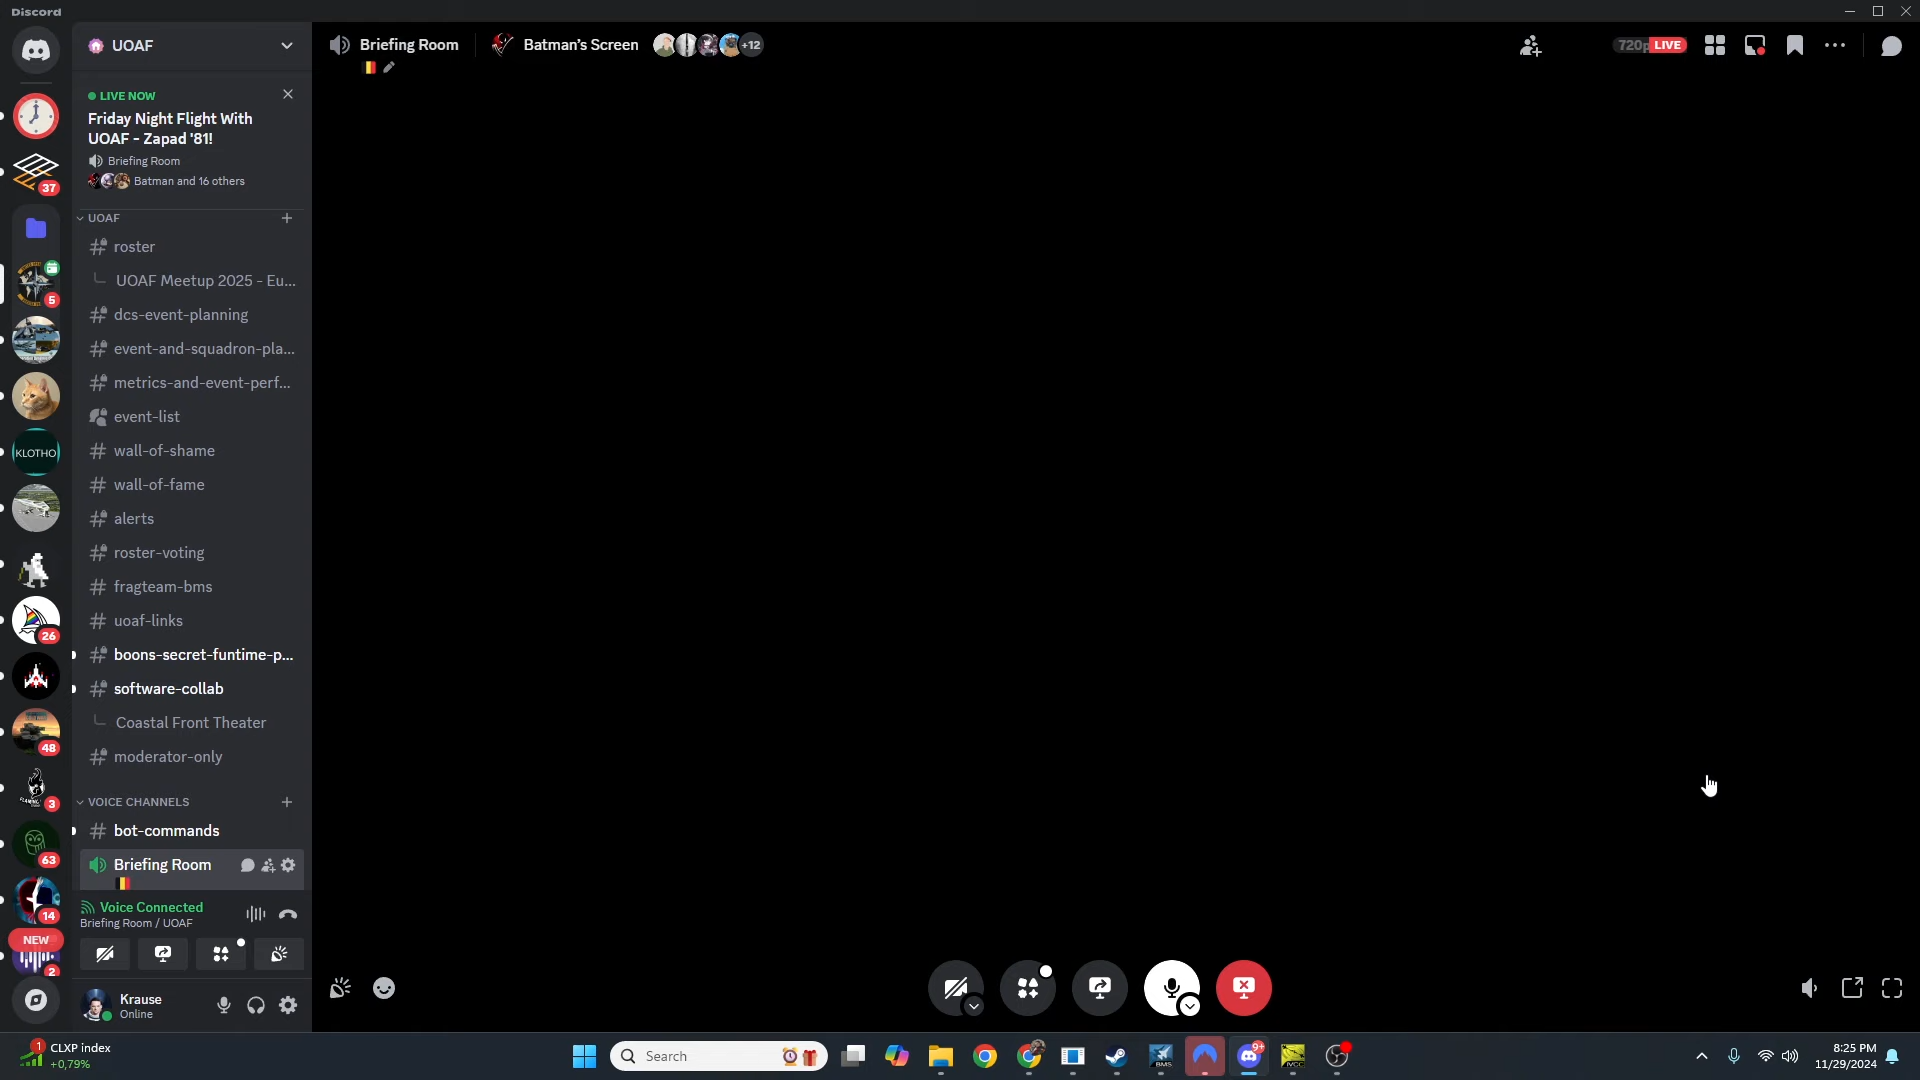 Discord
UOAF
Briefing Room
Batman's Screen
+12
720p LIVE
LIVE NOW
Friday Night Flight With
UOAF - Zapad '81!
Briefing Room
Batman and 16 others
37
UOAF
roster
UOAF Meetup 2025 - Eu...
5
dcs-event-planning
event-and-squadron-pla...
metrics-and-event-perf...
event-list
wall-of-shame
KLOTHO
wall-of-fame
alerts
roster-voting
fragteam-bms
uoaf-links
26
boons-secret-funtime-p...
software-collab
Coastal Front Theater
48
moderator-only
3
VOICE CHANNELS
bot-commands
63
Briefing Room
Voice Connected
Briefing Room / UOAF
14
NEW
2
Krause
Online
1
CLXP index
+0,79%
Search
BMS
9+
IVCC
8:25 PM
11/29/2024